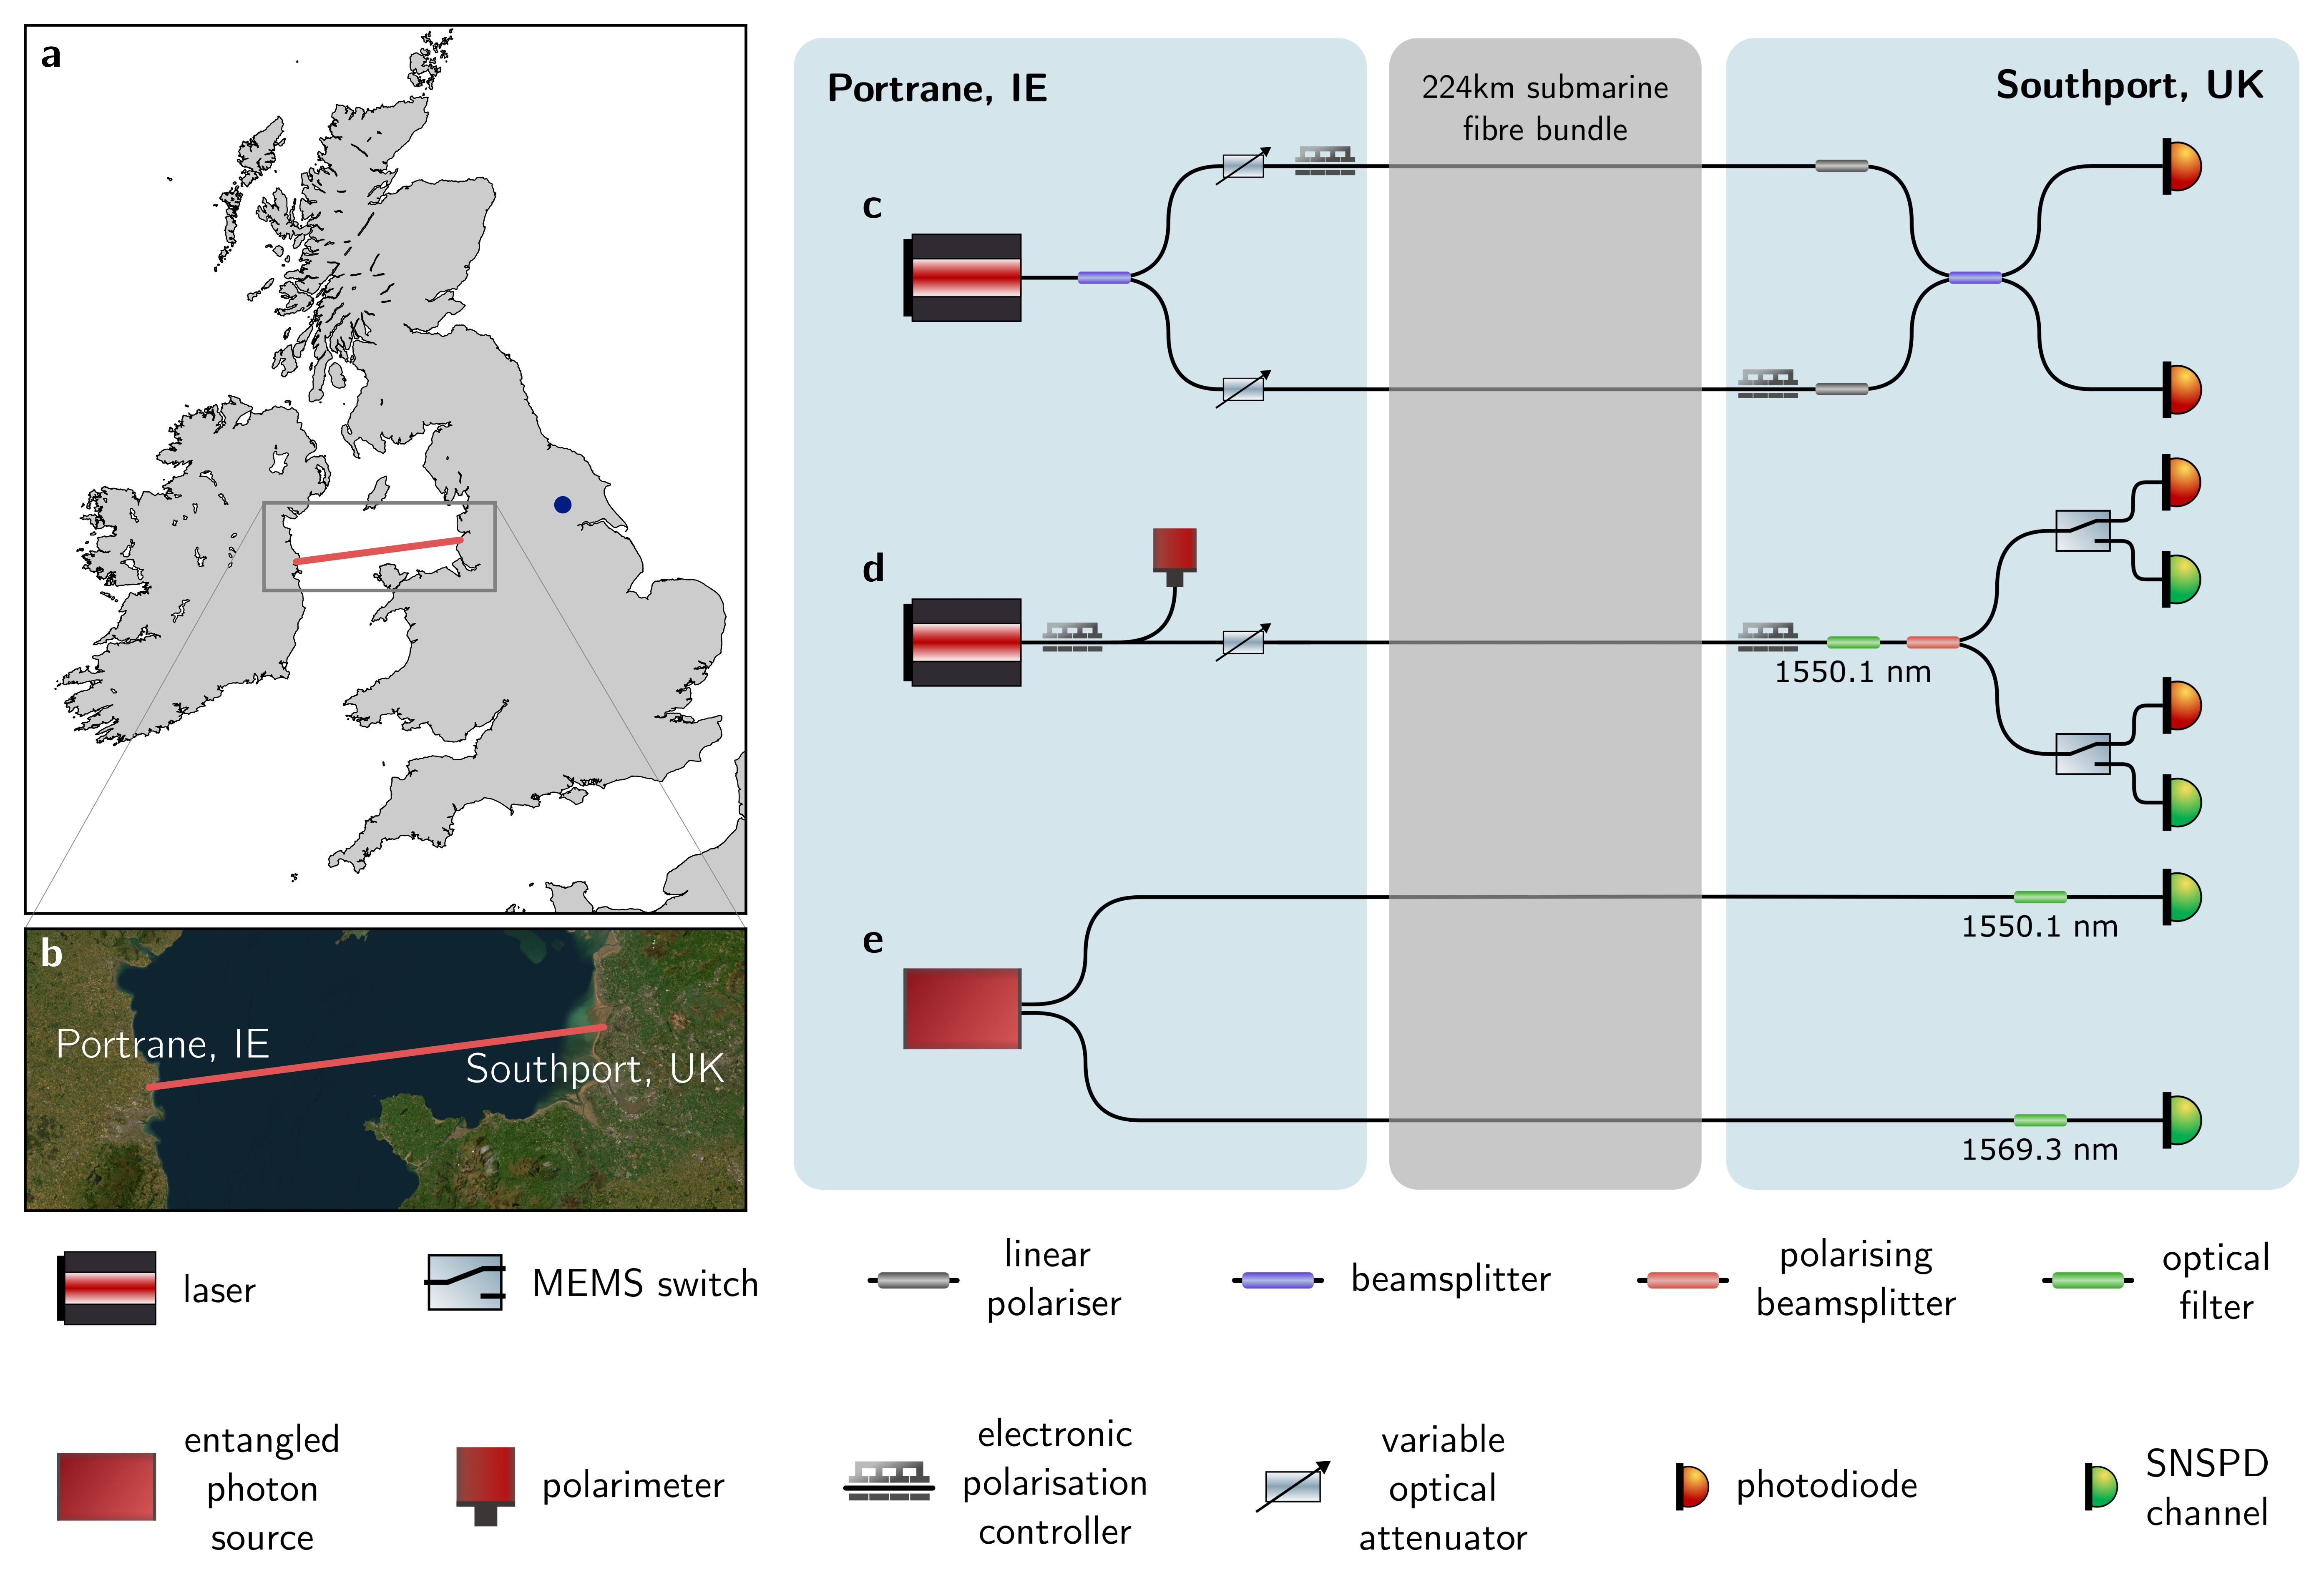 a
b
Portrane, IE
Southport, UK
Portrane, IE
224km submarine
fibre bundle
Southport, UK
c
d
1550.1 nm
e
1550.1 nm
1569.3 nm
laser
MEMS switch
linear
polariser
beamsplitter
polarising
beamsplitter
optical
filter
entangled
photon
source
polarimeter
electronic
polarisation
controller
variable
optical
attenuator
photodiode
SNSPD
channel